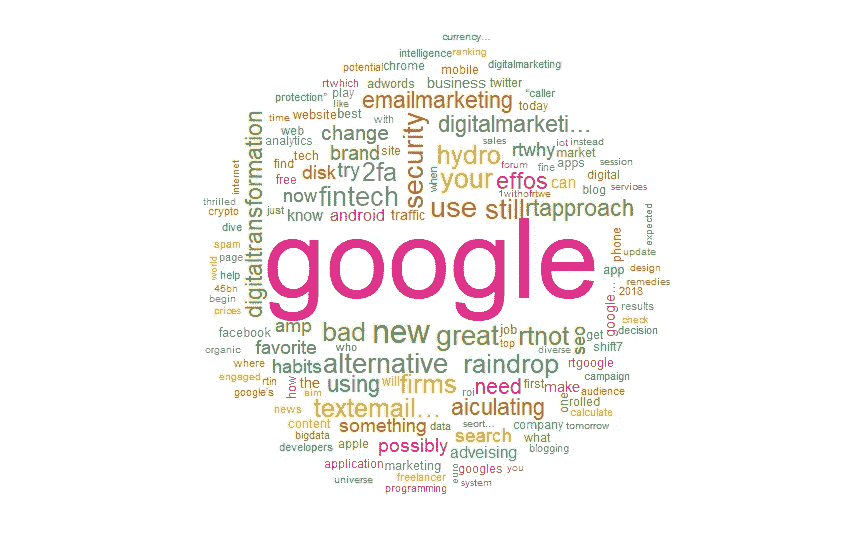 currency…
intelligence ranking
potential chrome mobile digitalmarketing
rtwhich adwords business twitter
protection" play emailmarketing "caller
like today
time website best with security digitalmarketi…
web change sales iot instead
analytics brand site hydro rtwhy market
tech forum fine apps session
find disk try 2fa when your effos can digital
free 1withofrtwe blog services
internet digitaltransformation now fintech
thrilled use still rtapproach
crypto just know android traffic expected
dive google phone
spam update
page app design
world help remedies
45bn google… 2018
begin results
prices check
facebook amp bad new great job rtnot seo get decision
top shift7
organic favorite who diverse
where habits alternative raindrop rtgoogle
engaged rtin how the using will firms need first make campaign
google's aim roi audience
news textemail… aiculating one rolled
calculate
content something data seort… company tomorrow
bigdata search what
developers apple possibly adveising blogging
application marketing euro googles you
universe freelancer system
programming